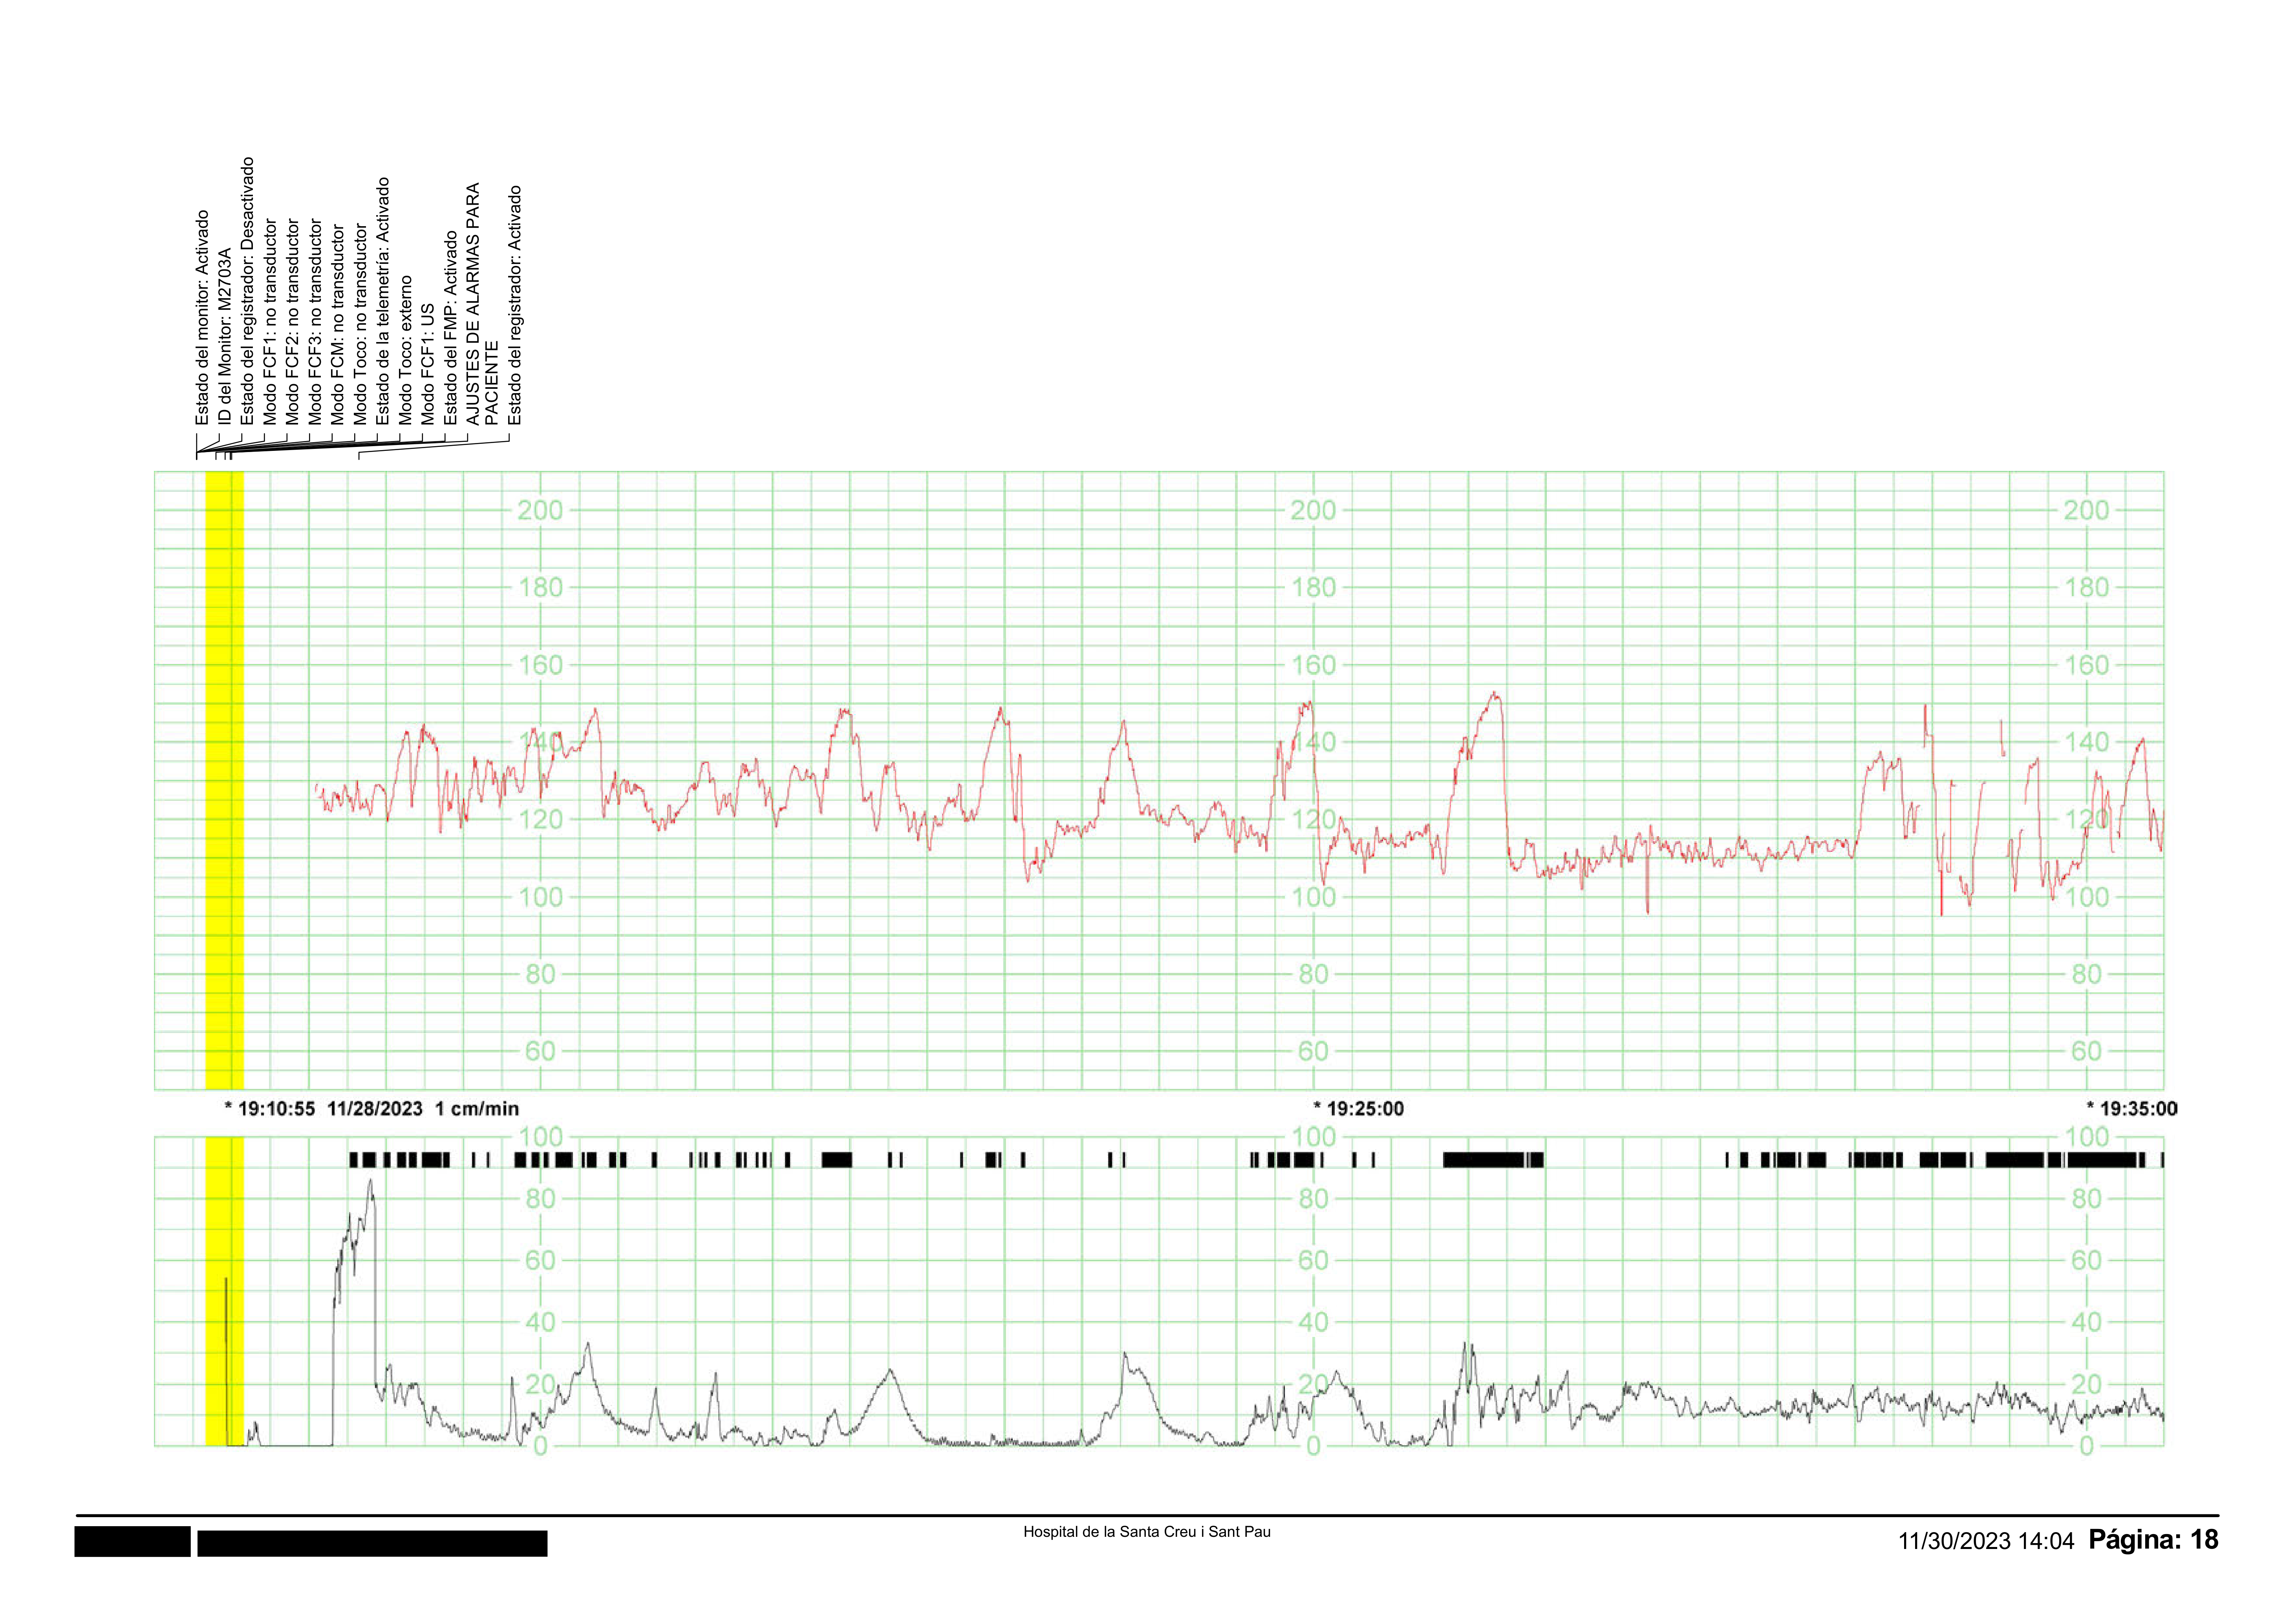 Estado del monitor: Activado
ID del Monitor: M2703A
Estado del registrador: Desactivado
Modo FCF1: no transductor
Modo FCF2: no transductor
Modo FCF3: no transductor
Modo FCM: no transductor
Modo Toco: no transductor
Estado de la telemetría: Activado
Modo Toco: externo
Modo FCF1: US
Estado del FMP: Activado
AJUSTES DE ALARMAS PARA
PACIENTE
Estado del registrador: Activado
200 200 200
180 180 180
160 160 160
140 140 140
120 120 120
100 100 100
80 80 80
60 60 60
* 19:10:55 11/28/2023 1 cm/min * 19:25:00 * 19:35:00
100 100 100
80 80 80
60 60 60
40 40 40
20 20 20
0 0 0
Hospital de la Santa Creu i Sant Pau
11/30/2023 14:04 Página: 18